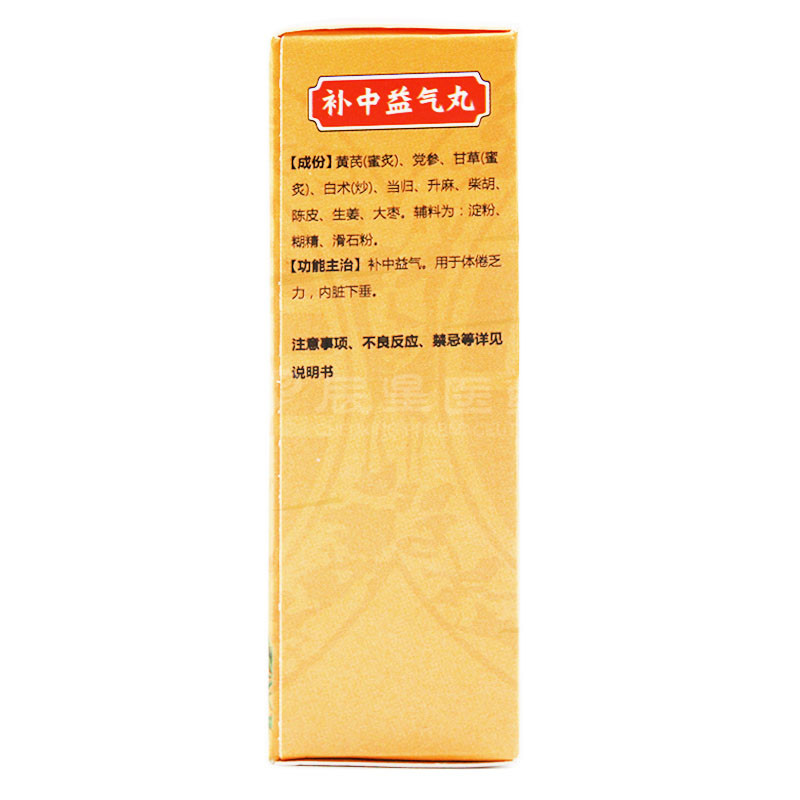 补中益气丸
【成份】黄芪(蜜炙)、党参、甘草(蜜
炙)、白术(炒)、当归、升麻、柴胡、
陈皮、生姜、大枣。辅料为：淀粉、
糊精、滑石粉。
【功能主治】补中益气。用于体倦乏
力，内脏下垂。
注意事项、不良反应、禁忌等详见
说明书
辰星医